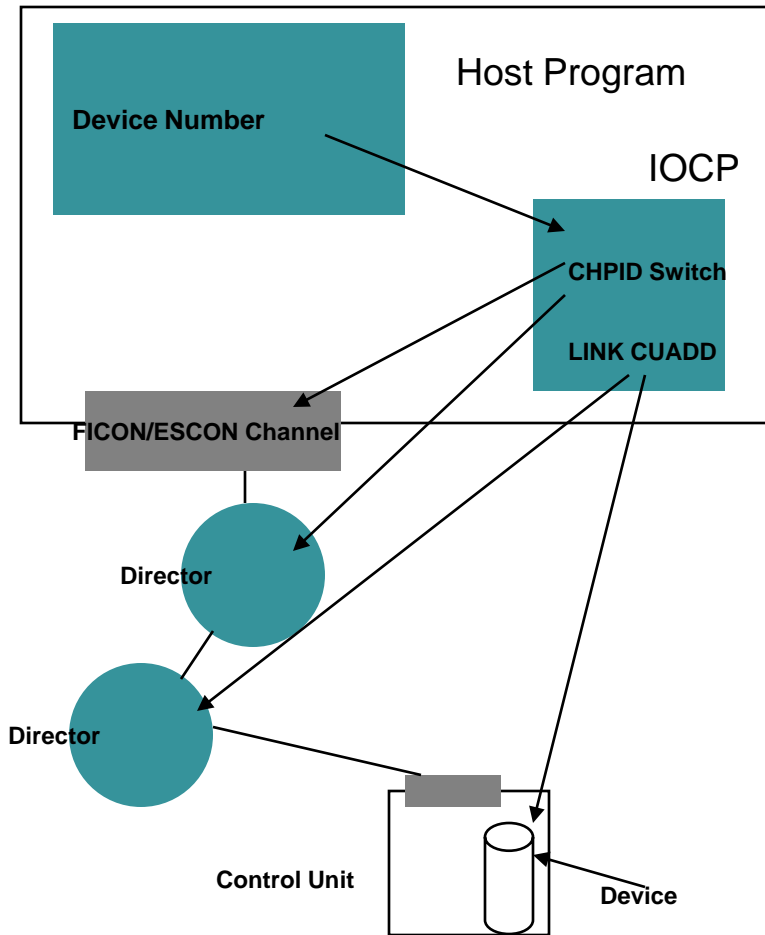 Host Program
Device Number
IOCP
CHPID Switch
LINK CUADD
FICON/ESCON Channel
Director
Director
Control Unit
Device